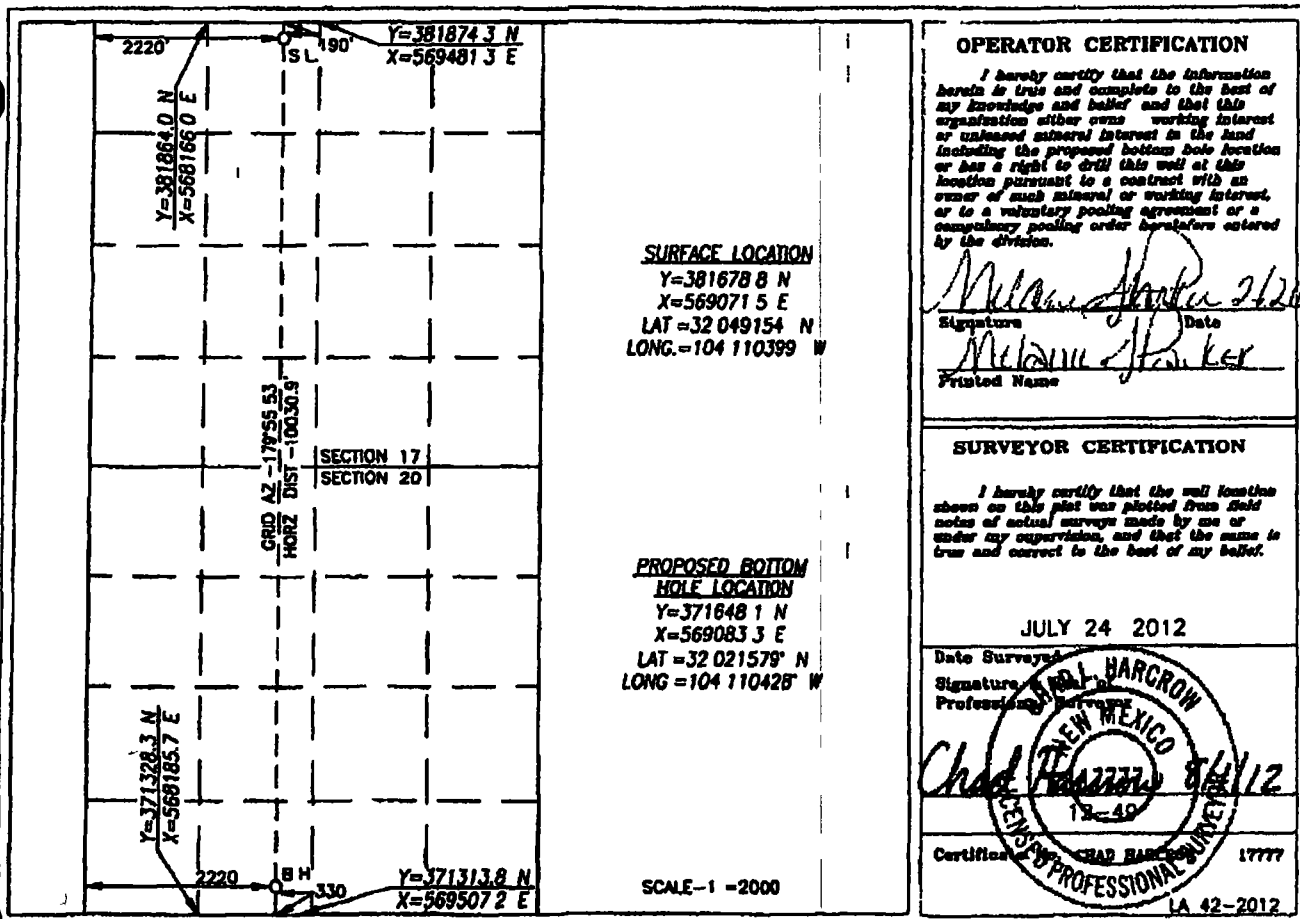 2220'
190'
S L
Y=381874 3 N
X=569481 3 E
Y=381864.0 N
X=568166 0 E
GRID AZ -179°55 53
HORZ DIST -10030.9'
SECTION 17
SECTION 20
Y=371328.3 N
X=568185.7 E
2220
B H
330
Y=371313.8 N
X=569507 2 E
SURFACE LOCATION
Y=381678 8 N
X=569071 5 E
LAT =32 049154 N
LONG.=104 110399 W
PROPOSED BOTTOM
HOLE LOCATION
Y=371648 1 N
X=569083 3 E
LAT =32 021579° N
LONG =104 110428° W
SCALE-1 =2000
OPERATOR CERTIFICATION
I hereby certify that the information
herein is true and complete to the best of
my knowledge and belief and that this
organization either owns working interest
or unleased mineral interest in the land
including the proposed bottom hole location
or has a right to drill this well at this
location pursuant to a contract with an
owner of such mineral or working interest,
or to a voluntary pooling agreement or a
compulsory pooling order heretofore entered
by the division.
Signature Date
Printed Name
SURVEYOR CERTIFICATION
I hereby certify that the well location
shown on this plat was plotted from field
notes of actual surveys made by me or
under my supervision, and that the same is
true and correct to the best of my belief.
JULY 24 2012
Date Surveyed
Signature
Professional Surveyor
CHAD L. HARCROW
NEW MEXICO
17777
LICENSED PROFESSIONAL SURVEYOR
Chad Harcrow 8/1/12
Certificate CHAD HARCROW 17777
LA 42-2012